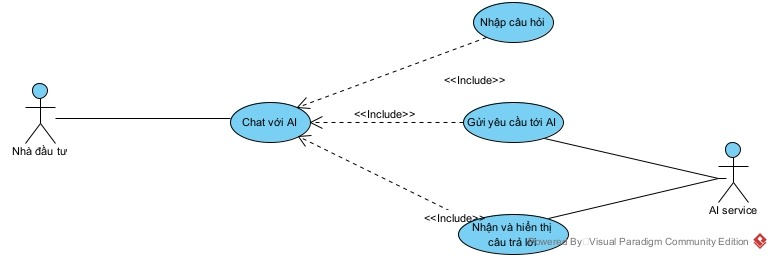 Nhập câu hỏi
<<Include>>
<<Include>>
Chat với AI
Gửi yêu cầu tới AI
Nhà đầu tư
AI service
<<Include>>
Nhận và hiển thị
câu trả lời
Powered By Visual Paradigm Community Edition